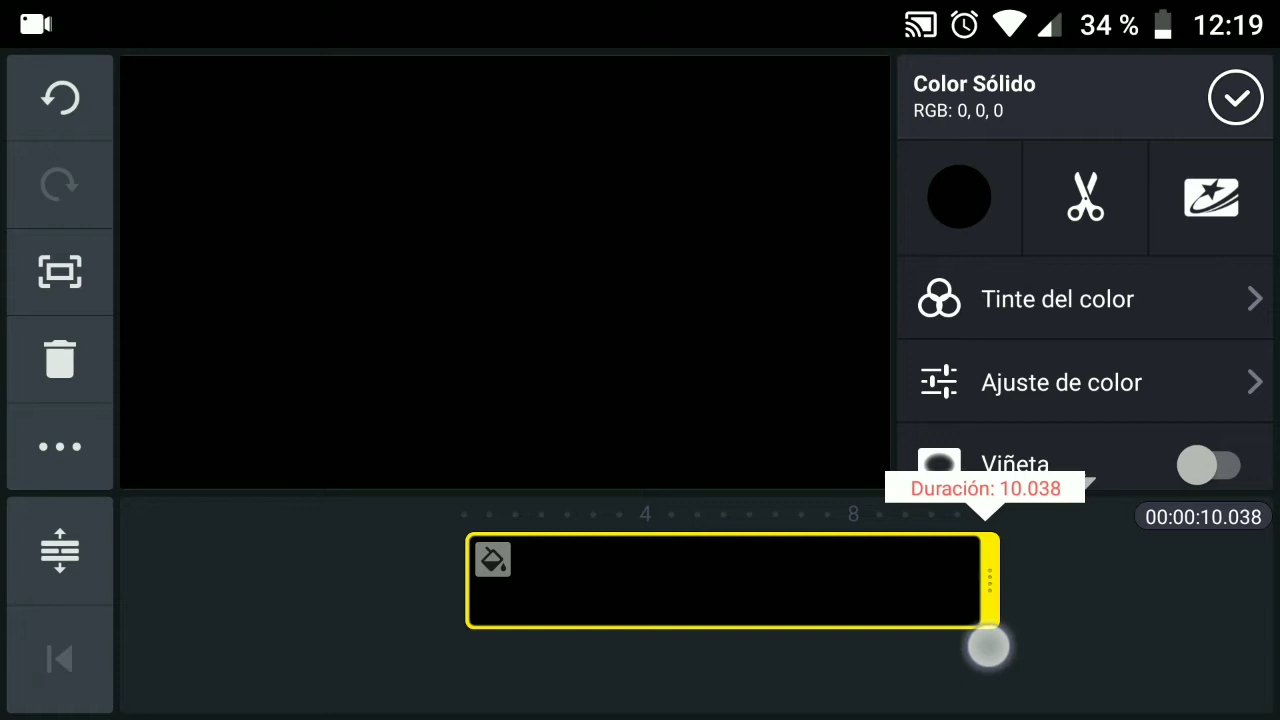 34 % 12:19
Color Sólido
RGB: 0, 0, 0
Tinte del color
Ajuste de color
Viñeta
Duración: 10.038
4 8
00:00:10.038